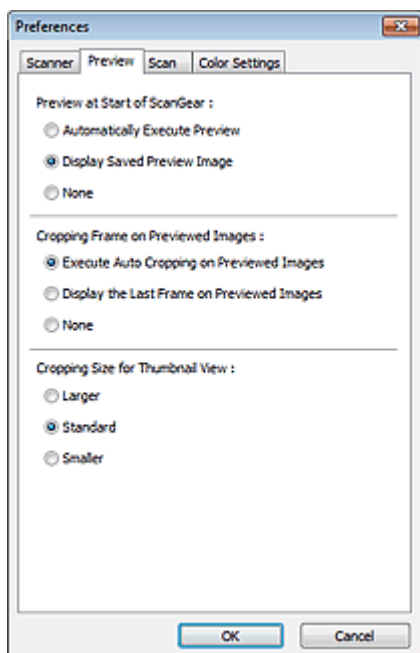 Preferences
Scanner Preview Scan Color Settings
Preview at Start of ScanGear :
Automatically Execute Preview
Display Saved Preview Image
None
Cropping Frame on Previewed Images :
Execute Auto Cropping on Previewed Images
Display the Last Frame on Previewed Images
None
Cropping Size for Thumbnail View :
Larger
Standard
Smaller
OK Cancel